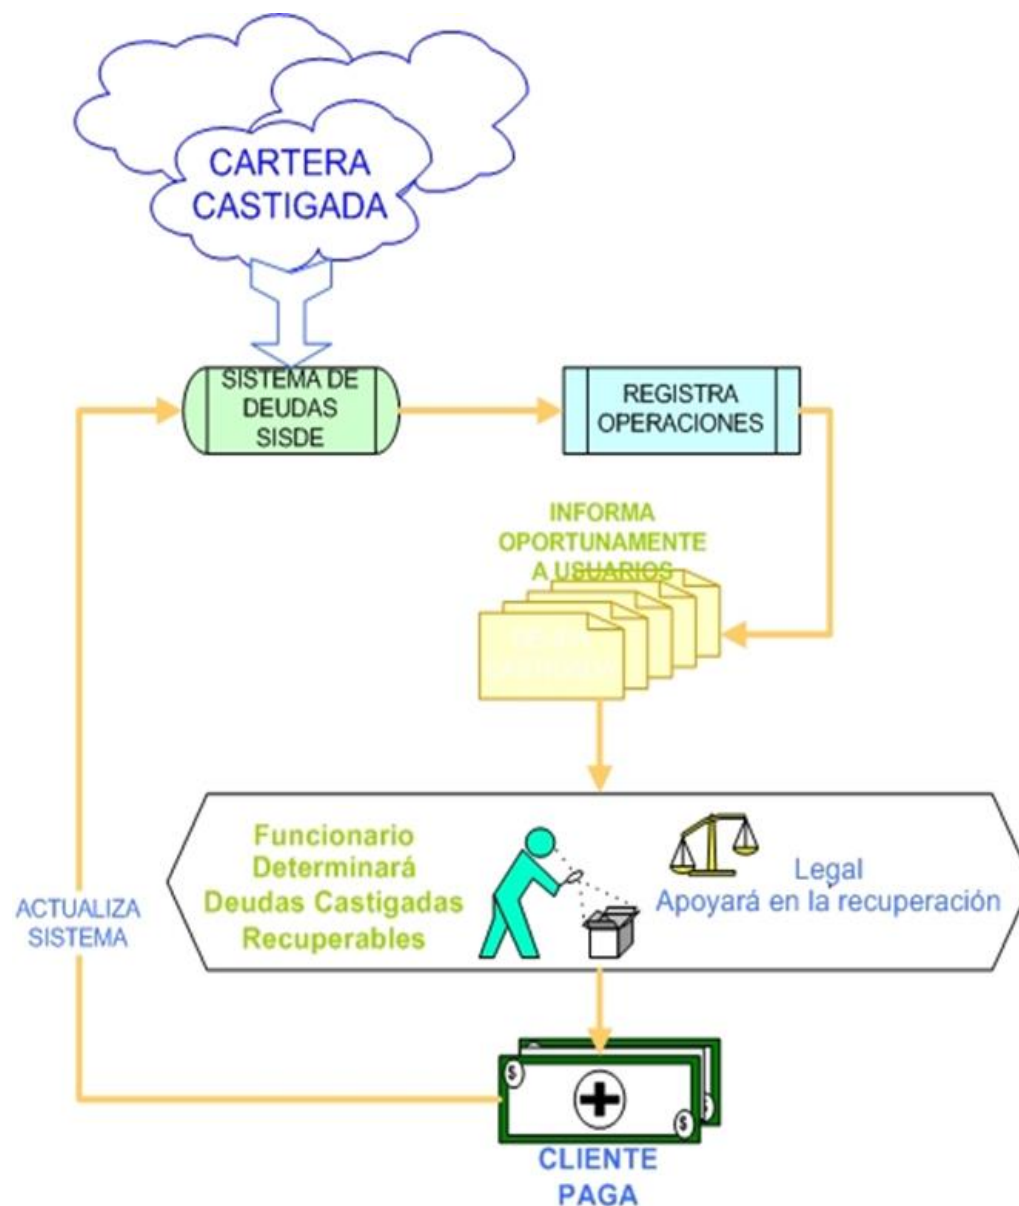 CARTERA
CASTIGADA
SISTEMA DE
DEUDAS
SISDE
REGISTRA
OPERACIONES
INFORMA
OPORTUNAMENTE
A USUARIOS
Funcionario
Determinará
Deudas Castigadas
Recuperables
Legal
Apoyará en la recuperación
ACTUALIZA
SISTEMA
$
$
CLIENTE
PAGA